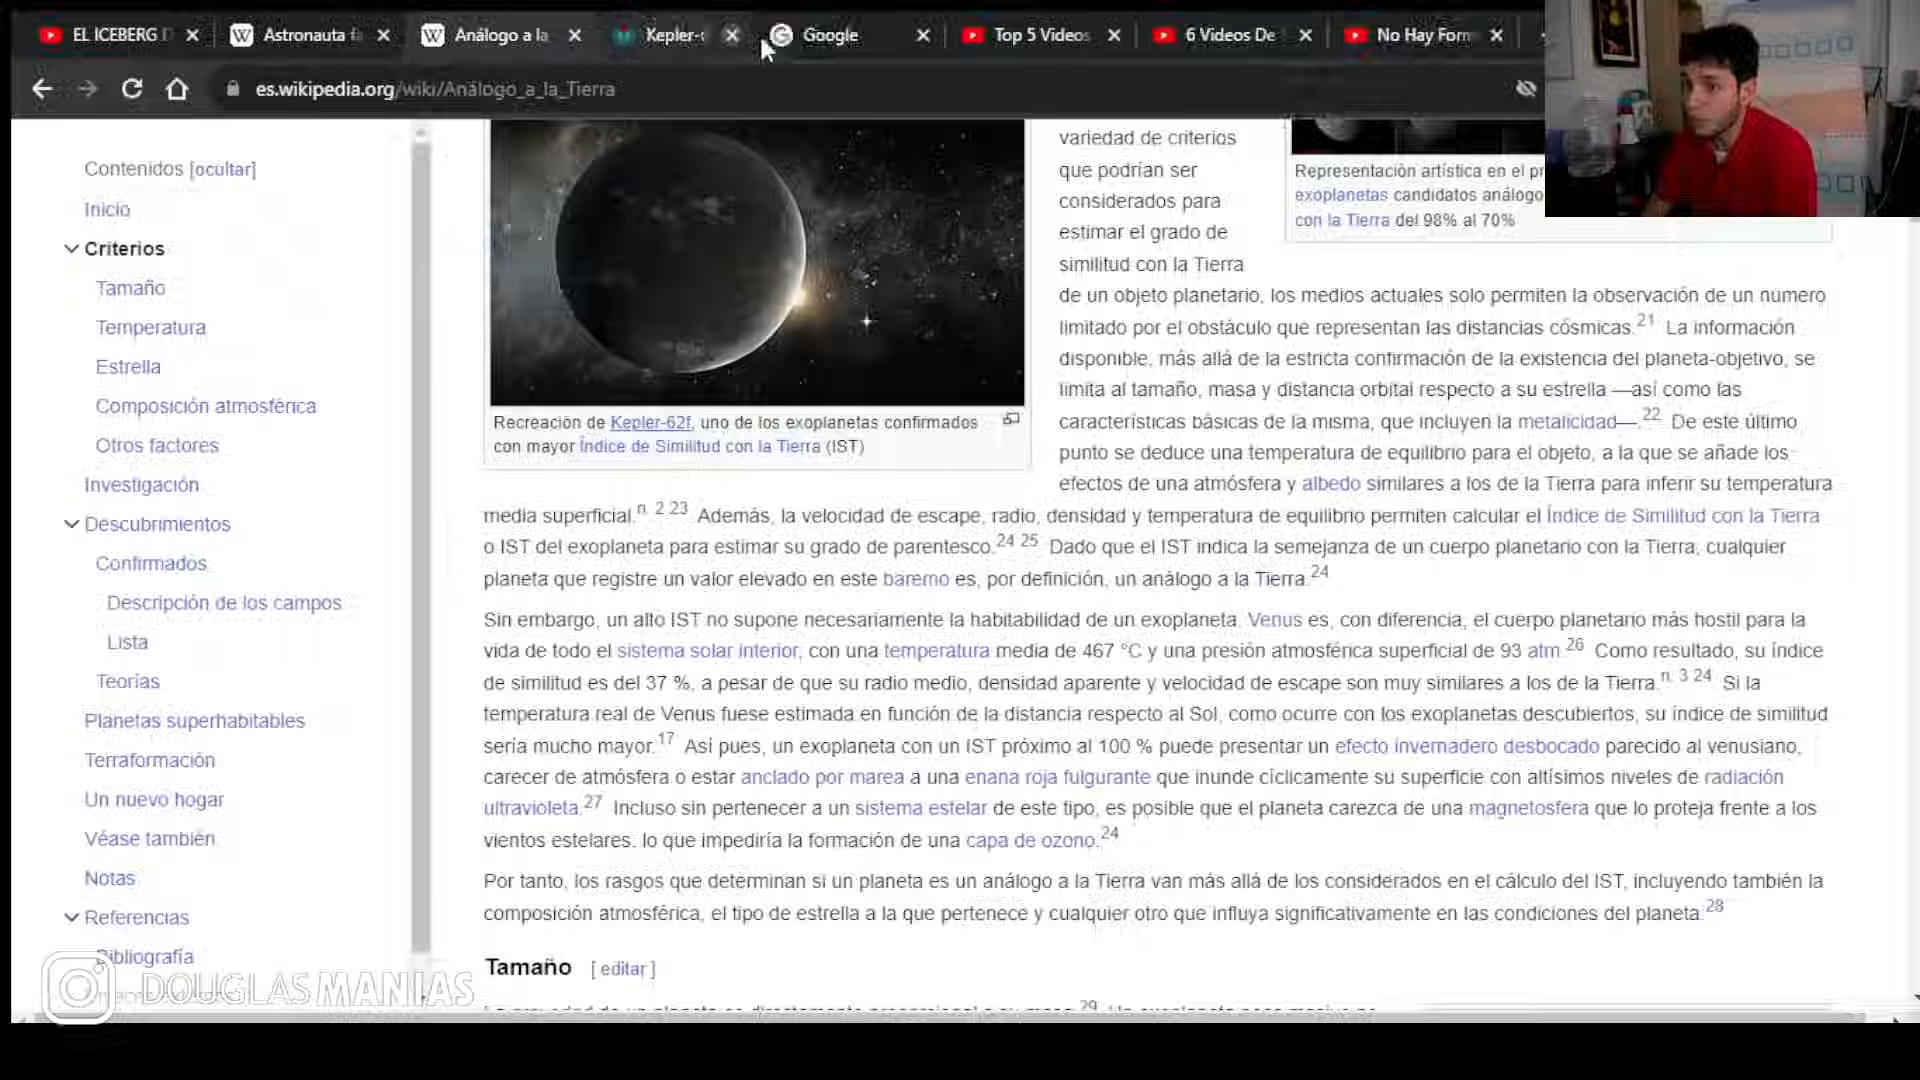 EL ICEBERG D
Astronauta f
Análogo a la
Kepler-
Google
Top 5 Videos
6 Videos De
No Hay Form
es.wikipedia.org/wiki/Análogo_a_la_Tierra
Contenidos [ocultar]
Inicio
Criterios
Tamaño
Temperatura
Estrella
Composición atmosférica
Otros factores
Investigación
Descubrimientos
Confirmados
Descripción de los campos
Lista
Teorías
Planetas superhabitables
Terraformación
Un nuevo hogar
Véase también
Notas
Referencias
Bibliografía
Recreación de Kepler-62f, uno de los exoplanetas confirmados
con mayor Índice de Similitud con la Tierra (IST)
variedad de criterios
que podrían ser
considerados para
estimar el grado de
similitud con la Tierra
Representación artística en el pr
exoplanetas candidatos análogo
con la Tierra del 98% al 70%
de un objeto planetario, los medios actuales solo permiten la observación de un número
limitado por el obstáculo que representan las distancias cósmicas.21 La información
disponible, más allá de la estricta confirmación de la existencia del planeta-objetivo, se
limita al tamaño, masa y distancia orbital respecto a su estrella —así como las
características básicas de la misma, que incluyen la metalicidad—.22 De este último
punto se deduce una temperatura de equilibrio para el objeto, a la que se añade los
efectos de una atmósfera y albedo similares a los de la Tierra para inferir su temperatura
media superficial.n. 2 23 Además, la velocidad de escape, radio, densidad y temperatura de equilibrio permiten calcular el Índice de Similitud con la Tierra
o IST del exoplaneta para estimar su grado de parentesco.24 25 Dado que el IST indica la semejanza de un cuerpo planetario con la Tierra, cualquier
planeta que registre un valor elevado en este baremo es, por definición, un análogo a la Tierra.24
Sin embargo, un alto IST no supone necesariamente la habitabilidad de un exoplaneta. Venus es, con diferencia, el cuerpo planetario más hostil para la
vida de todo el sistema solar interior, con una temperatura media de 467 °C y una presión atmosférica superficial de 93 atm.26 Como resultado, su índice
de similitud es del 37 %, a pesar de que su radio medio, densidad aparente y velocidad de escape son muy similares a los de la Tierra.n. 3 24 Si la
temperatura real de Venus fuese estimada en función de la distancia respecto al Sol, como ocurre con los exoplanetas descubiertos, su índice de similitud
sería mucho mayor.17 Así pues, un exoplaneta con un IST próximo al 100 % puede presentar un efecto invernadero desbocado parecido al venusiano,
carecer de atmósfera o estar anclado por marea a una enana roja fulgurante que inunde cíclicamente su superficie con altísimos niveles de radiación
ultravioleta.27 Incluso sin pertenecer a un sistema estelar de este tipo, es posible que el planeta carezca de una magnetosfera que lo proteja frente a los
vientos estelares, lo que impediría la formación de una capa de ozono.24
Por tanto, los rasgos que determinan si un planeta es un análogo a la Tierra van más allá de los considerados en el cálculo del IST, incluyendo también la
composición atmosférica, el tipo de estrella a la que pertenece y cualquier otro que influya significativamente en las condiciones del planeta.28
Tamaño [ editar ]
DOUGLASMANIAS